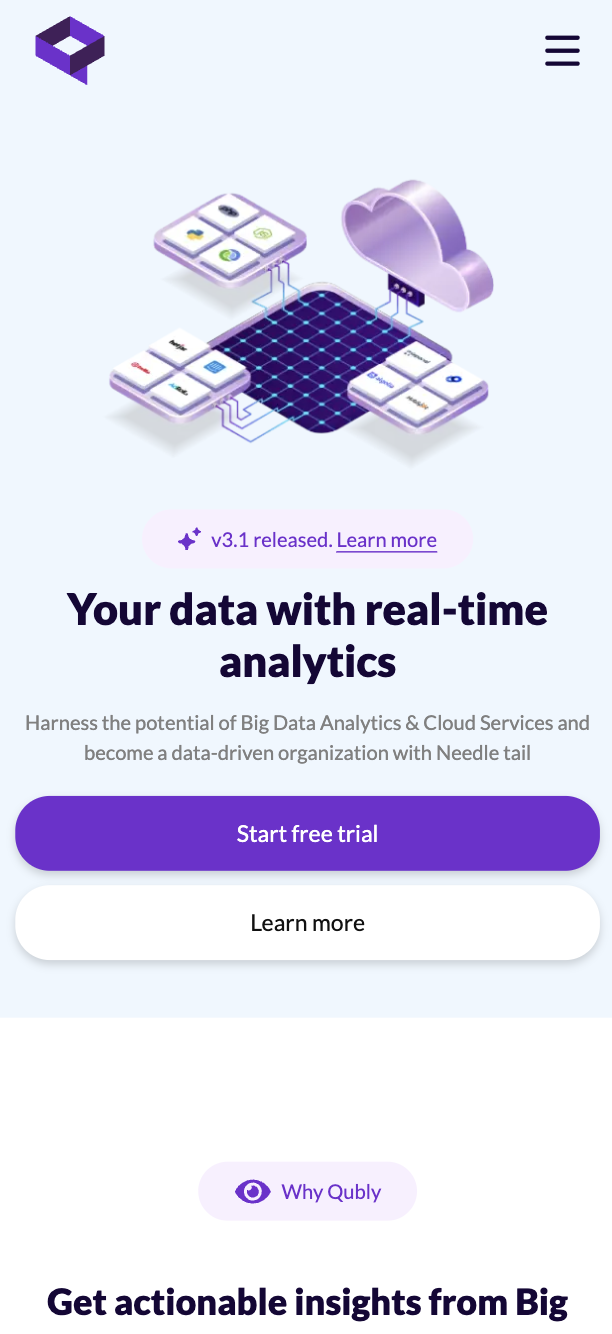 v3.1 released. Learn more
Your data with real-time
analytics
Harness the potential of Big Data Analytics & Cloud Services and
become a data-driven organization with Needle tail
Start free trial
Learn more
Why Qubly
Get actionable insights from Big